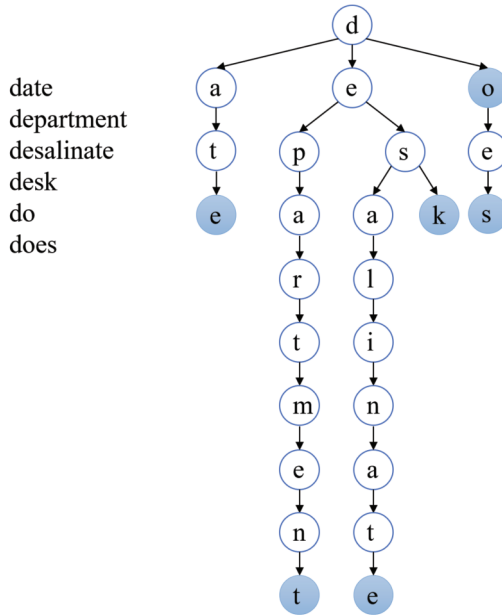 date
department
desalinate
desk
do
does
d
a e o
t p s e
e a a k s
r l
t i
m n
e a
n t
t e